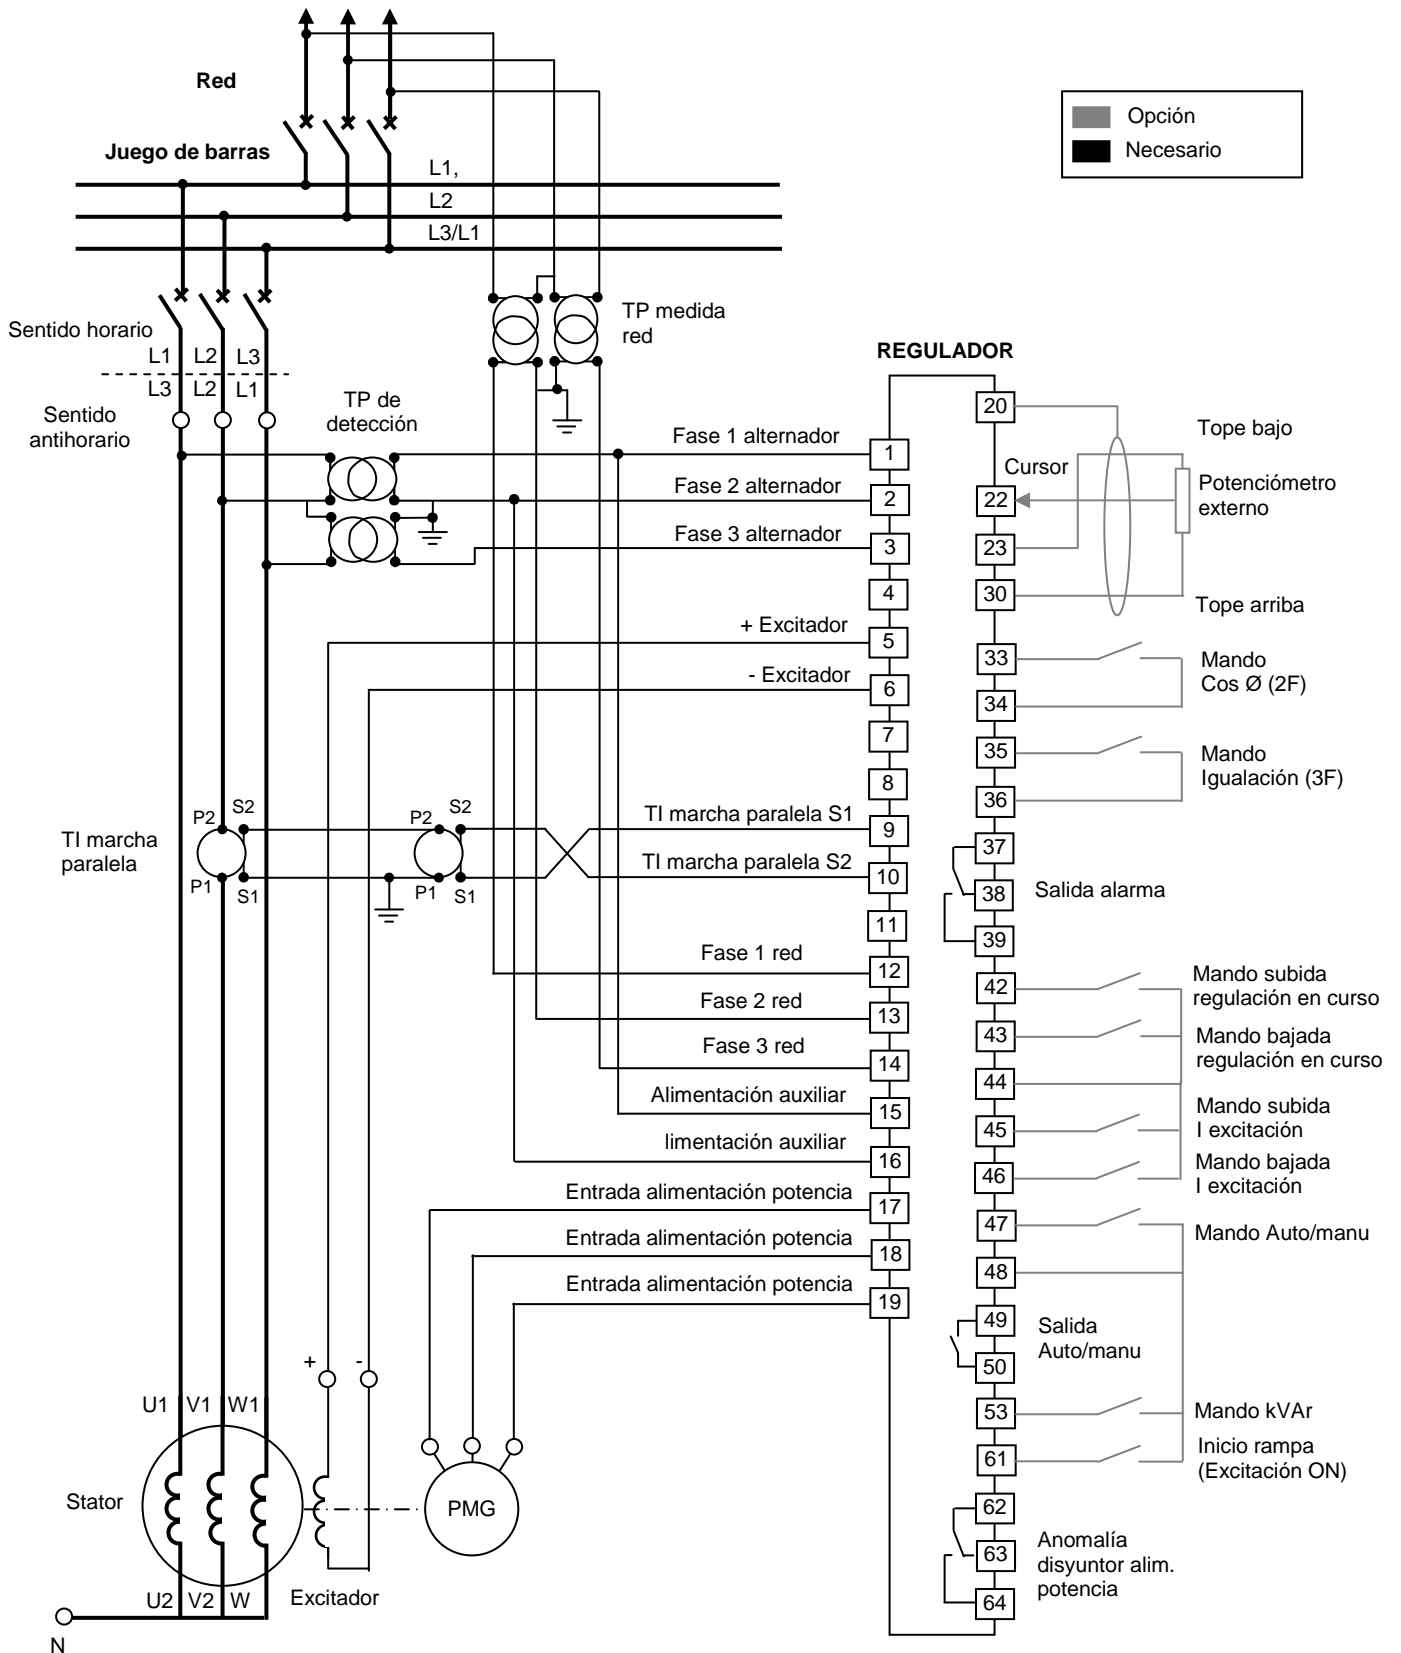 Red
Juego de barras
L1,
L2
L3/L1
Opción
Necesario
Sentido horario
L1 L2 L3
L3 L2 L1
Sentido
antihorario
TP de
detección
TP medida
red
REGULADOR
Fase 1 alternador
1
Fase 2 alternador
2
Fase 3 alternador
3
4
+ Excitador
5
- Excitador
6
7
8
TI marcha paralela S1
9
TI marcha paralela S2
10
11
Fase 1 red
12
Fase 2 red
13
Fase 3 red
14
Alimentación auxiliar
15
limentación auxiliar
16
Entrada alimentación potencia
17
Entrada alimentación potencia
18
Entrada alimentación potencia
19
20
Tope bajo
Cursor
22
Potenciómetro
externo
23
30
Tope arriba
33
Mando
Cos Ø (2F)
34
35
Mando
Igualación (3F)
36
37
38
Salida alarma
39
42
Mando subida
regulación en curso
43
Mando bajada
regulación en curso
44
45
Mando subida
I excitación
46
Mando bajada
I excitación
47
Mando Auto/manu
48
49
Salida
Auto/manu
50
53
Mando kVAr
61
Inicio rampa
(Excitación ON)
62
63
Anomalía
disyuntor alim.
potencia
64
TI marcha
paralela
P2 S2
P1 S1
P2 S2
P1 S1
+ -
U1 V1 W1
Stator
PMG
Excitador
U2 V2 W
N